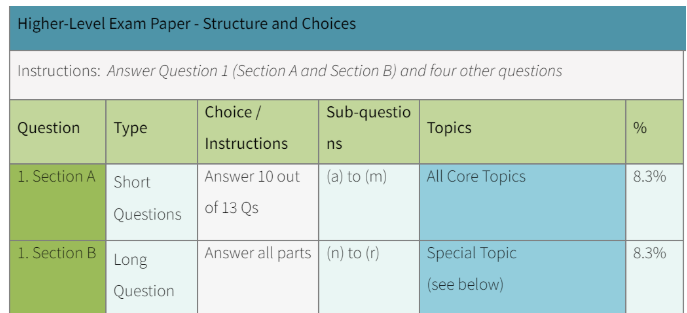 Higher-Level Exam Paper - Structure and Choices
Instructions: Answer Question 1 (Section A and Section B) and four other questions
Question
Type
Choice /
Instructions
Sub-questio
ns
Topics
%
1. Section A
Short
Questions
Answer 10 out
of 13 Qs
(a) to (m)
All Core Topics
8.3%
1. Section B
Long
Question
Answer all parts
(n) to (r)
Special Topic
(see below)
8.3%